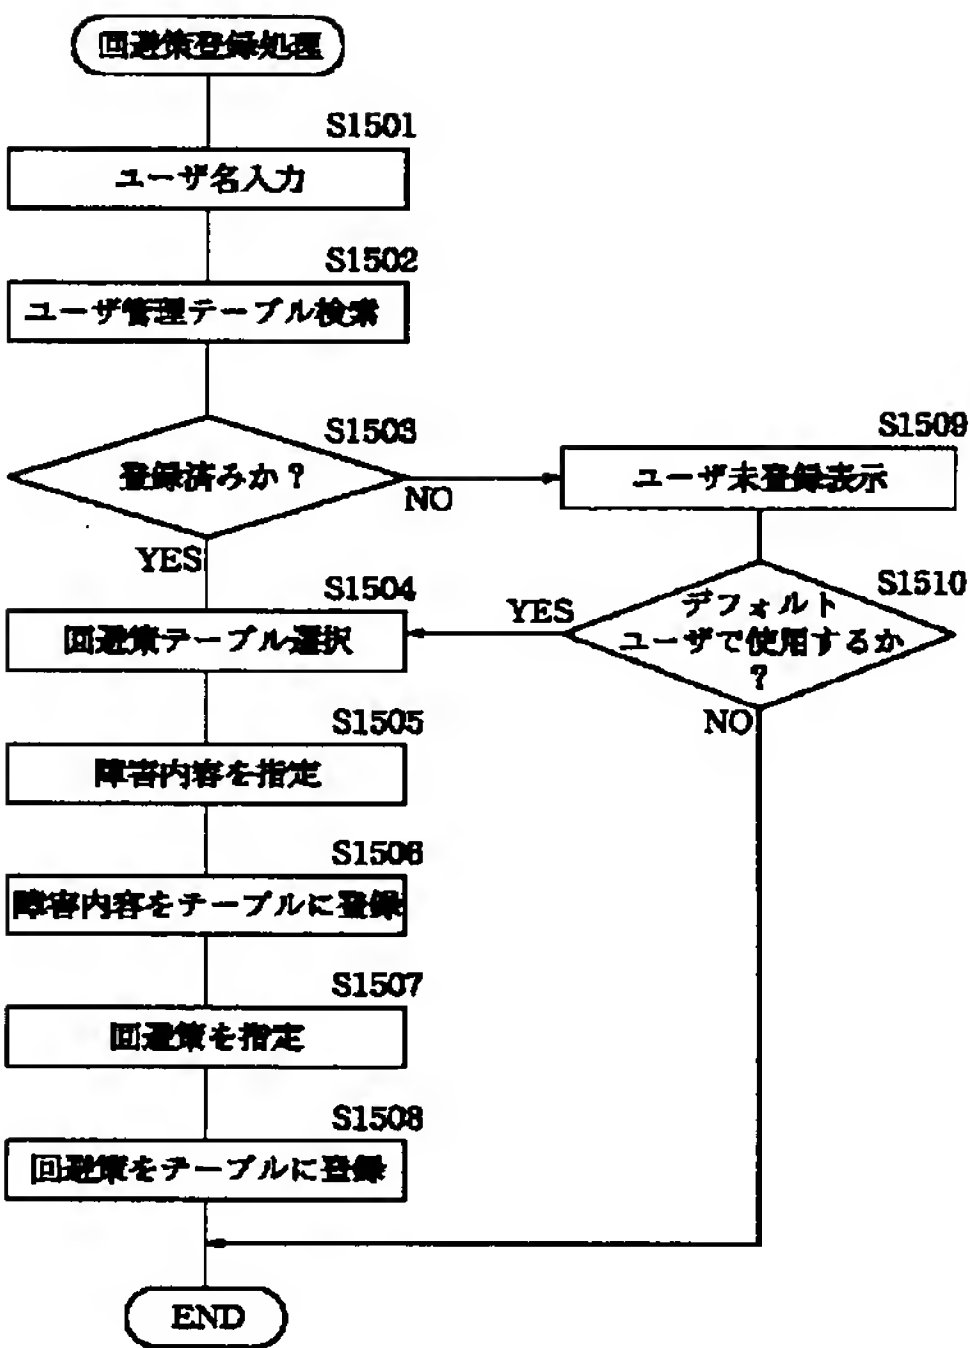 回避策登録処理
S1501
ユーザ名入力
S1502
ユーザ管理テーブル検索
S1503
登録済みか？
NO
YES
S1509
ユーザ未登録表示
S1510
デフォルト
ユーザで使用するか
？
YES
NO
S1504
回避策テーブル選択
S1505
障害内容を指定
S1506
障害内容をテーブルに登録
S1507
回避策を指定
S1508
回避策をテーブルに登録
END